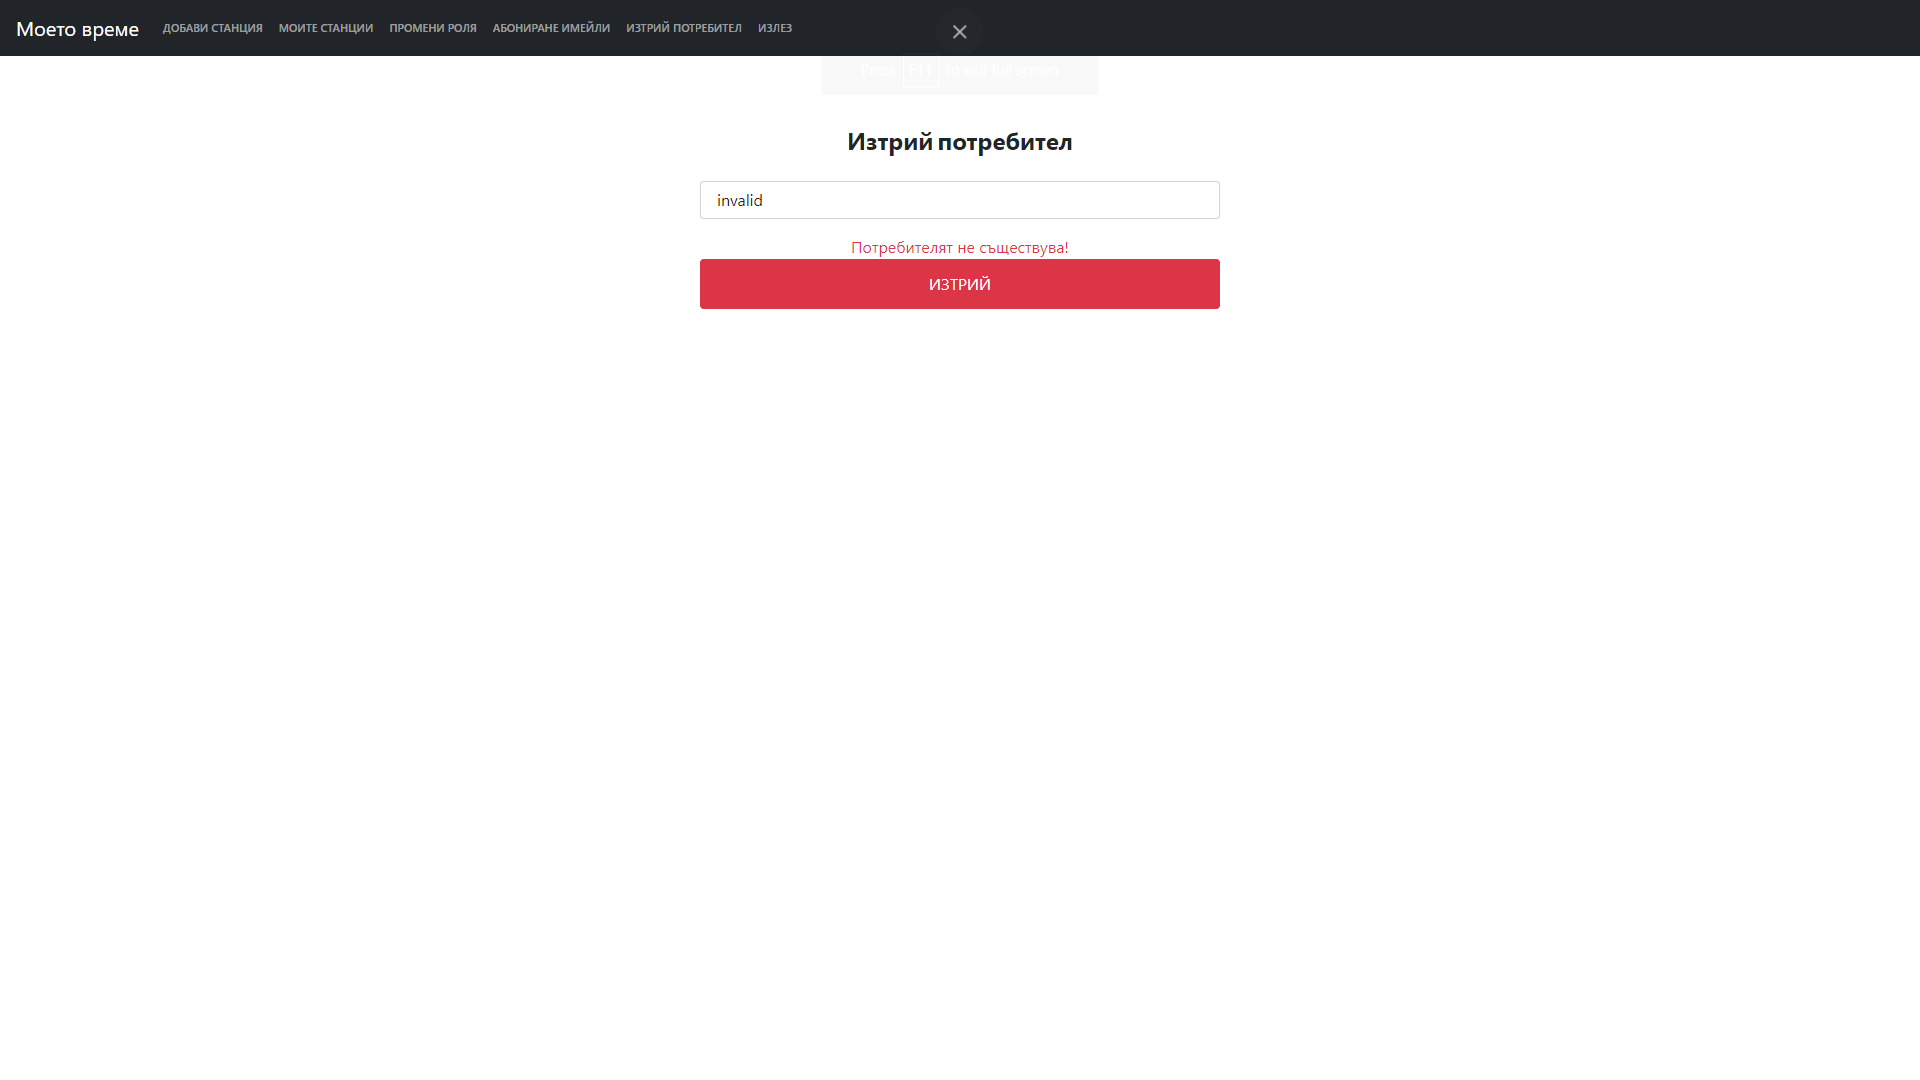 Моето време
ДОБАВИ СТАНЦИЯ МОИТЕ СТАНЦИИ ПРОМЕНИ РОЛЯ АБОНИРАНЕ ИМЕЙЛИ ИЗТРИЙ ПОТРЕБИТЕЛ ИЗЛЕЗ
Press F11 to exit full screen
Изтрий потребител
invalid
Потребителят не съществува!
ИЗТРИЙ